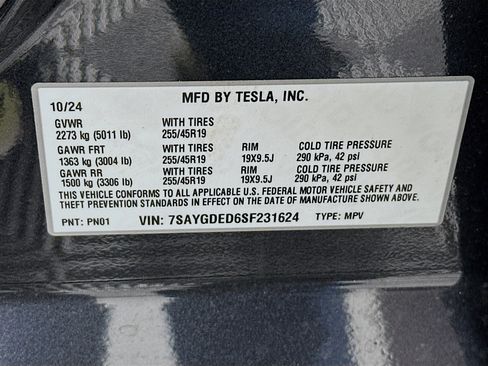 MFD BY TESLA, INC.
10/24
GVWR WITH TIRES
2273 kg (5011 lb) 255/45R19
GAWR FRT WITH TIRES RIM COLD TIRE PRESSURE
1363 kg (3004 lb) 255/45R19 19X9.5J 290 kPa, 42 psi
GAWR RR WITH TIRES RIM COLD TIRE PRESSURE
1500 kg (3306 lb) 255/45R19 19X9.5J 290 kPa, 42 psi
THIS VEHICLE CONFORMS TO ALL APPLICABLE U.S. FEDERAL MOTOR VEHICLE SAFETY AND
THEFT PREVENTION STANDARDS IN EFFECT ON THE DATE OF MANUFACTURE SHOWN ABOVE.
PNT: PN01 VIN: 7SAYGDED6SF231624 TYPE: MPV